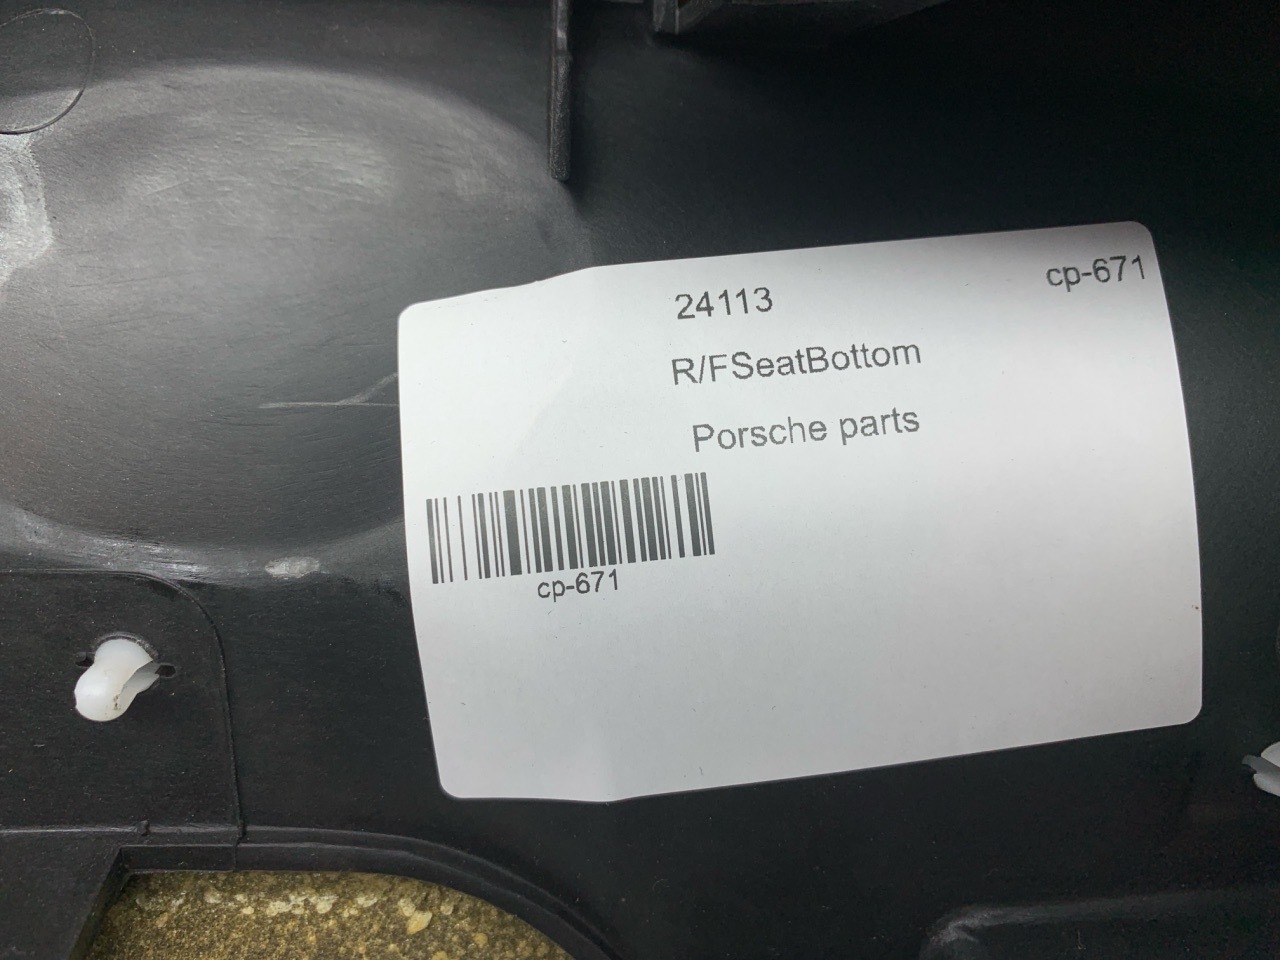 24113
cp-671
R/FSeatBottom
Porsche parts
cp-671